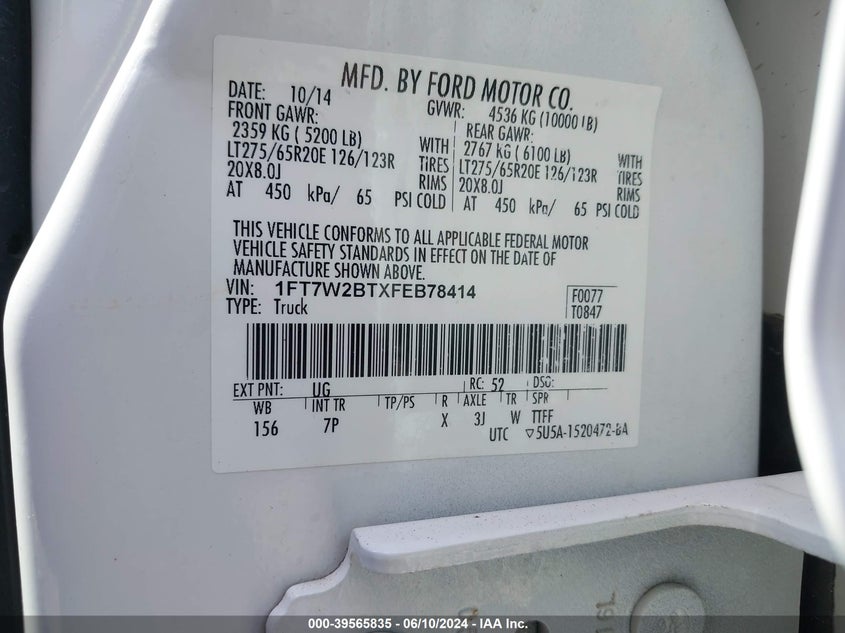 MFD. BY FORD MOTOR CO.
DATE: 10/14 GVWR: 4536 KG (10000 LB)
FRONT GAWR: REAR GAWR:
2359 KG ( 5200 LB) WITH 2767 KG ( 6100 LB) WITH
LT275/65R20E 126/123R TIRES LT275/65R20E 126/123R TIRES
20X8.0J RIMS 20X8.0J RIMS
AT 450 kPa/ 65 PSI COLD AT 450 kPa/ 65 PSI COLD
THIS VEHICLE CONFORMS TO ALL APPLICABLE FEDERAL MOTOR
VEHICLE SAFETY STANDARDS IN EFFECT ON THE DATE OF
MANUFACTURE SHOWN ABOVE.
VIN: 1FT7W2BTXFEB78414 F0077
TYPE: Truck T0847
EXT PNT: UG RC: 52 DSO:
WB INT TR TP/PS R AXLE TR SPR
156 7P X 3J W TTFF
UTC ▽5U5A-1520472-BA
16L
000-39565835 - 06/10/2024 - IAA Inc.